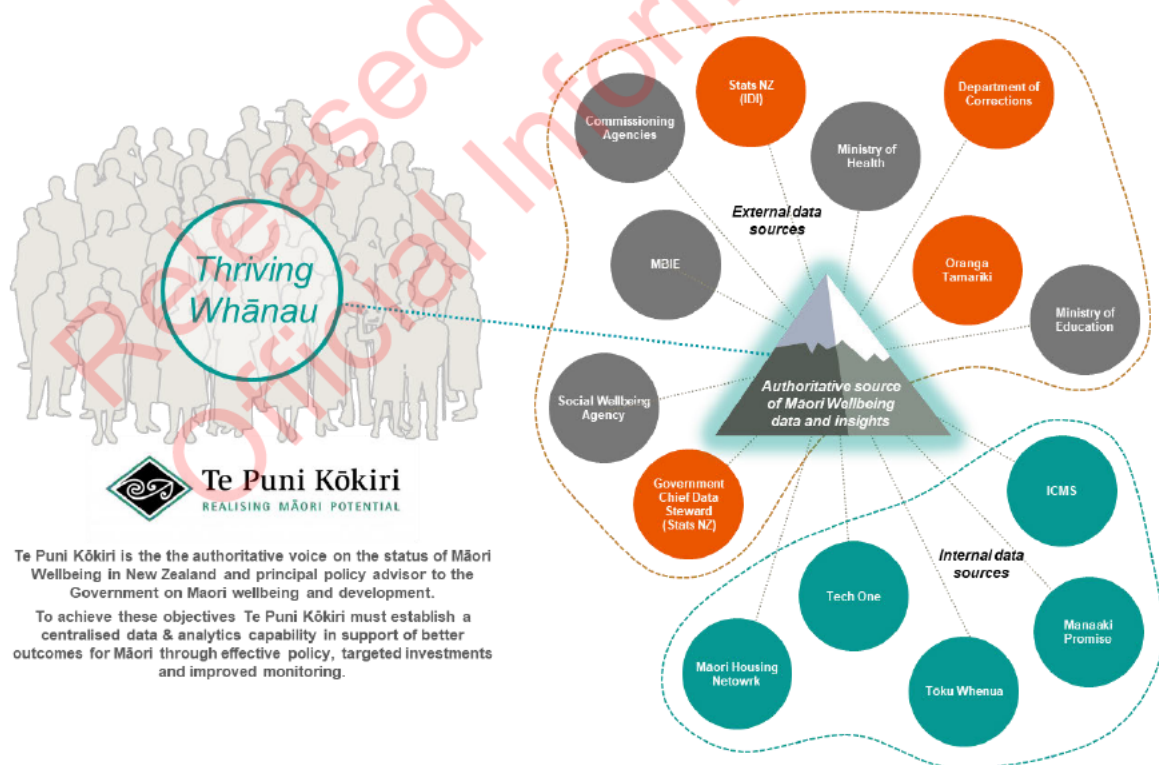 Released
Official Inform
Thriving
Whānau
Te Puni Kōkiri
REALISING MĀORI POTENTIAL
Te Puni Kōkiri is the the authoritative voice on the status of Māori
Wellbeing in New Zealand and principal policy advisor to the
Government on Maori wellbeing and development.
To achieve these objectives Te Puni Kōkiri must establish a
centralised data & analytics capability in support of better
outcomes for Māori through effective policy, targeted investments
and improved monitoring.
Commissioning
Agencies
Stats NZ
(IDI)
Ministry of
Health
Department of
Corrections
External data
sources
MBIE
Oranga
Tamariki
Ministry of
Education
Social Wellbeing
Agency
Authoritative source
of Māori Wellbeing
data and insights
Government
Chief Data
Steward
(Stats NZ)
ICMS
Internal data
sources
Tech One
Manaaki
Promise
Māori Housing
Netowrk
Toku Whenua